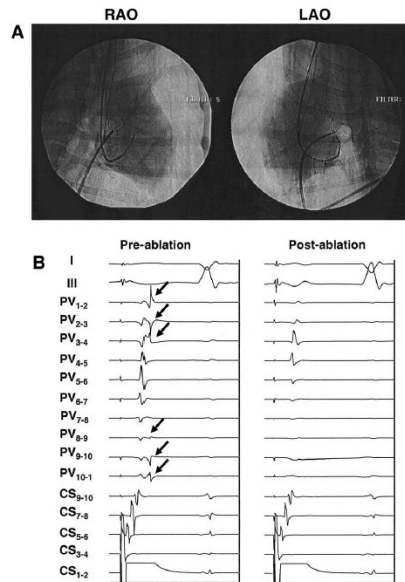 RAO LAO
A
FILTER: S
FILTER:
B Pre-ablation Post-ablation
I
III
PV1-2
PV2-3
PV3-4
PV4-5
PV5-6
PV6-7
PV7-8
PV8-9
PV9-10
PV10-1
CS9-10
CS7-8
CS5-6
CS3-4
CS1-2